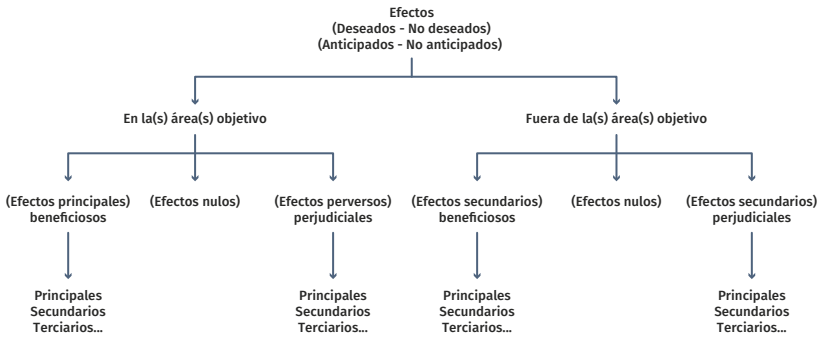 Efectos
(Deseados - No deseados)
(Anticipados - No anticipados)
En la(s) área(s) objetivo
Fuera de la(s) área(s) objetivo
(Efectos principales)
beneficiosos
(Efectos nulos)
(Efectos perversos)
perjudiciales
(Efectos secundarios)
beneficiosos
(Efectos nulos)
(Efectos secundarios)
perjudiciales
Principales
Secundarios
Terciarios...
Principales
Secundarios
Terciarios...
Principales
Secundarios
Terciarios...
Principales
Secundarios
Terciarios...